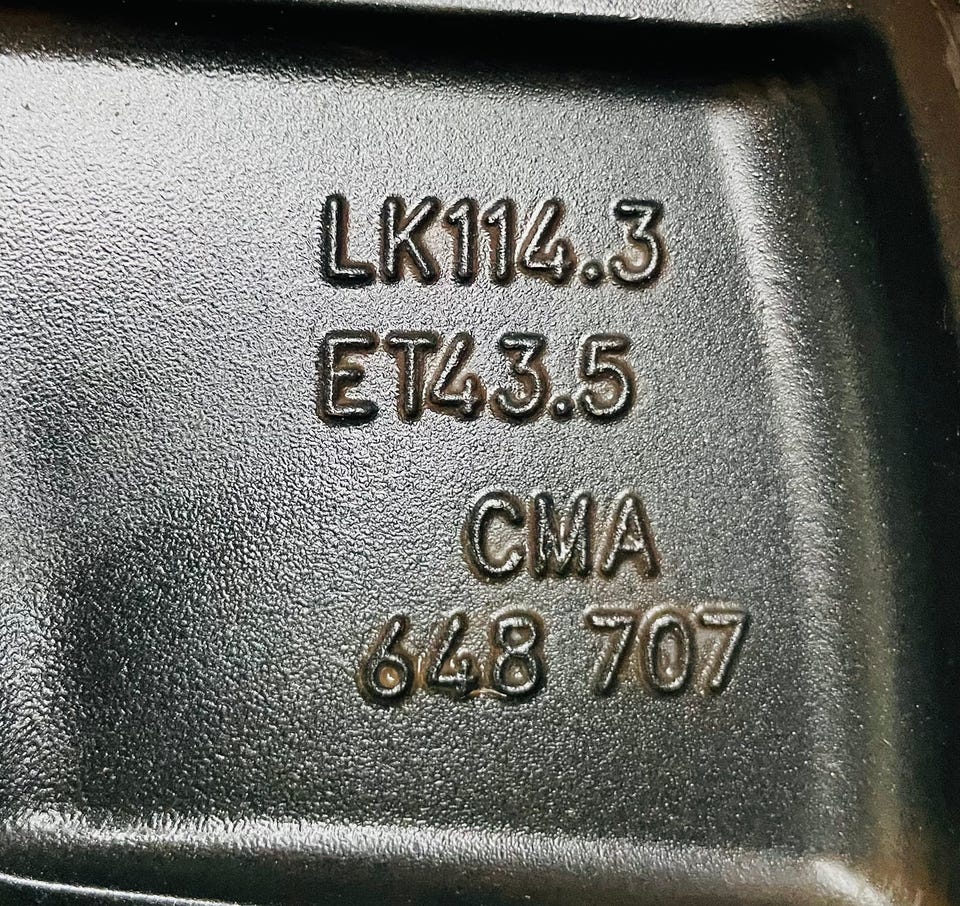 LK114.3
ET43.5
CMA
648 707